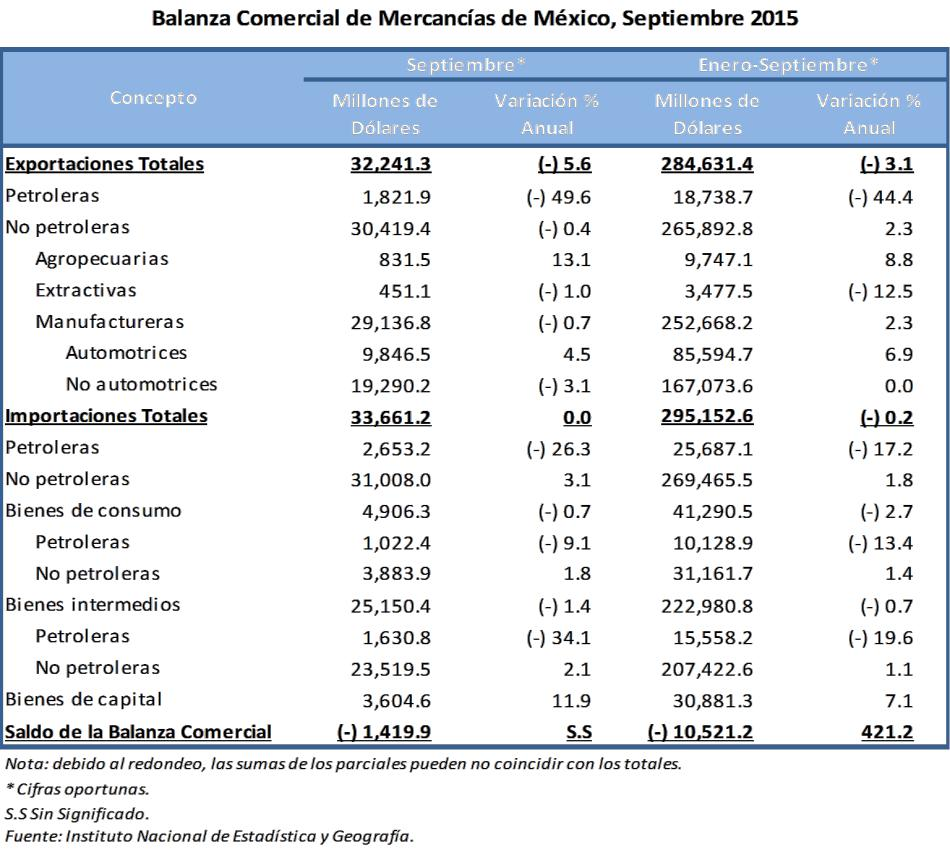 Balanza Comercial de Mercancías de México, Septiembre 2015
Septiembre* Enero-Septiembre*
Concepto
Millones de Variación % Millones de Variación %
Dólares Anual Dólares Anual
Exportaciones Totales 32,241.3 (-) 5.6 284,631.4 (-) 3.1
Petroleras 1,821.9 (-) 49.6 18,738.7 (-) 44.4
No petroleras 30,419.4 (-) 0.4 265,892.8 2.3
Agropecuarias 831.5 13.1 9,747.1 8.8
Extractivas 451.1 (-) 1.0 3,477.5 (-) 12.5
Manufactureras 29,136.8 (-) 0.7 252,668.2 2.3
Automotrices 9,846.5 4.5 85,594.7 6.9
No automotrices 19,290.2 (-) 3.1 167,073.6 0.0
Importaciones Totales 33,661.2 0.0 295,152.6 (-) 0.2
Petroleras 2,653.2 (-) 26.3 25,687.1 (-) 17.2
No petroleras 31,008.0 3.1 269,465.5 1.8
Bienes de consumo 4,906.3 (-) 0.7 41,290.5 (-) 2.7
Petroleras 1,022.4 (-) 9.1 10,128.9 (-) 13.4
No petroleras 3,883.9 1.8 31,161.7 1.4
Bienes intermedios 25,150.4 (-) 1.4 222,980.8 (-) 0.7
Petroleras 1,630.8 (-) 34.1 15,558.2 (-) 19.6
No petroleras 23,519.5 2.1 207,422.6 1.1
Bienes de capital 3,604.6 11.9 30,881.3 7.1
Saldo de la Balanza Comercial (-) 1,419.9 S.S (-) 10,521.2 421.2
Nota: debido al redondeo, las sumas de los parciales pueden no coincidir con los totales.
* Cifras oportunas.
S.S Sin Significado.
Fuente: Instituto Nacional de Estadística y Geografía.